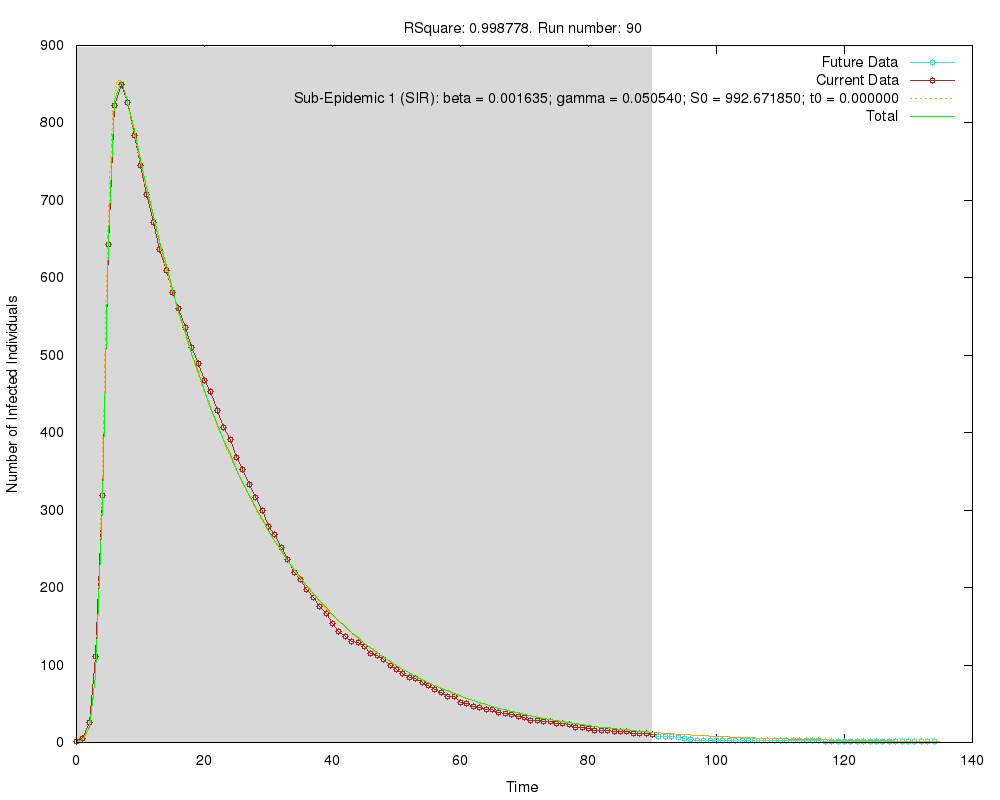 RSquare: 0.998778. Run number: 90
900
800
700
600
500
400
300
200
100
0
Number of Infected Individuals
Future Data
Current Data
Sub-Epidemic 1 (SIR): beta = 0.001635; gamma = 0.050540; S0 = 992.671850; t0 = 0.000000
Total
0 20 40 60 80 100 120 140
Time